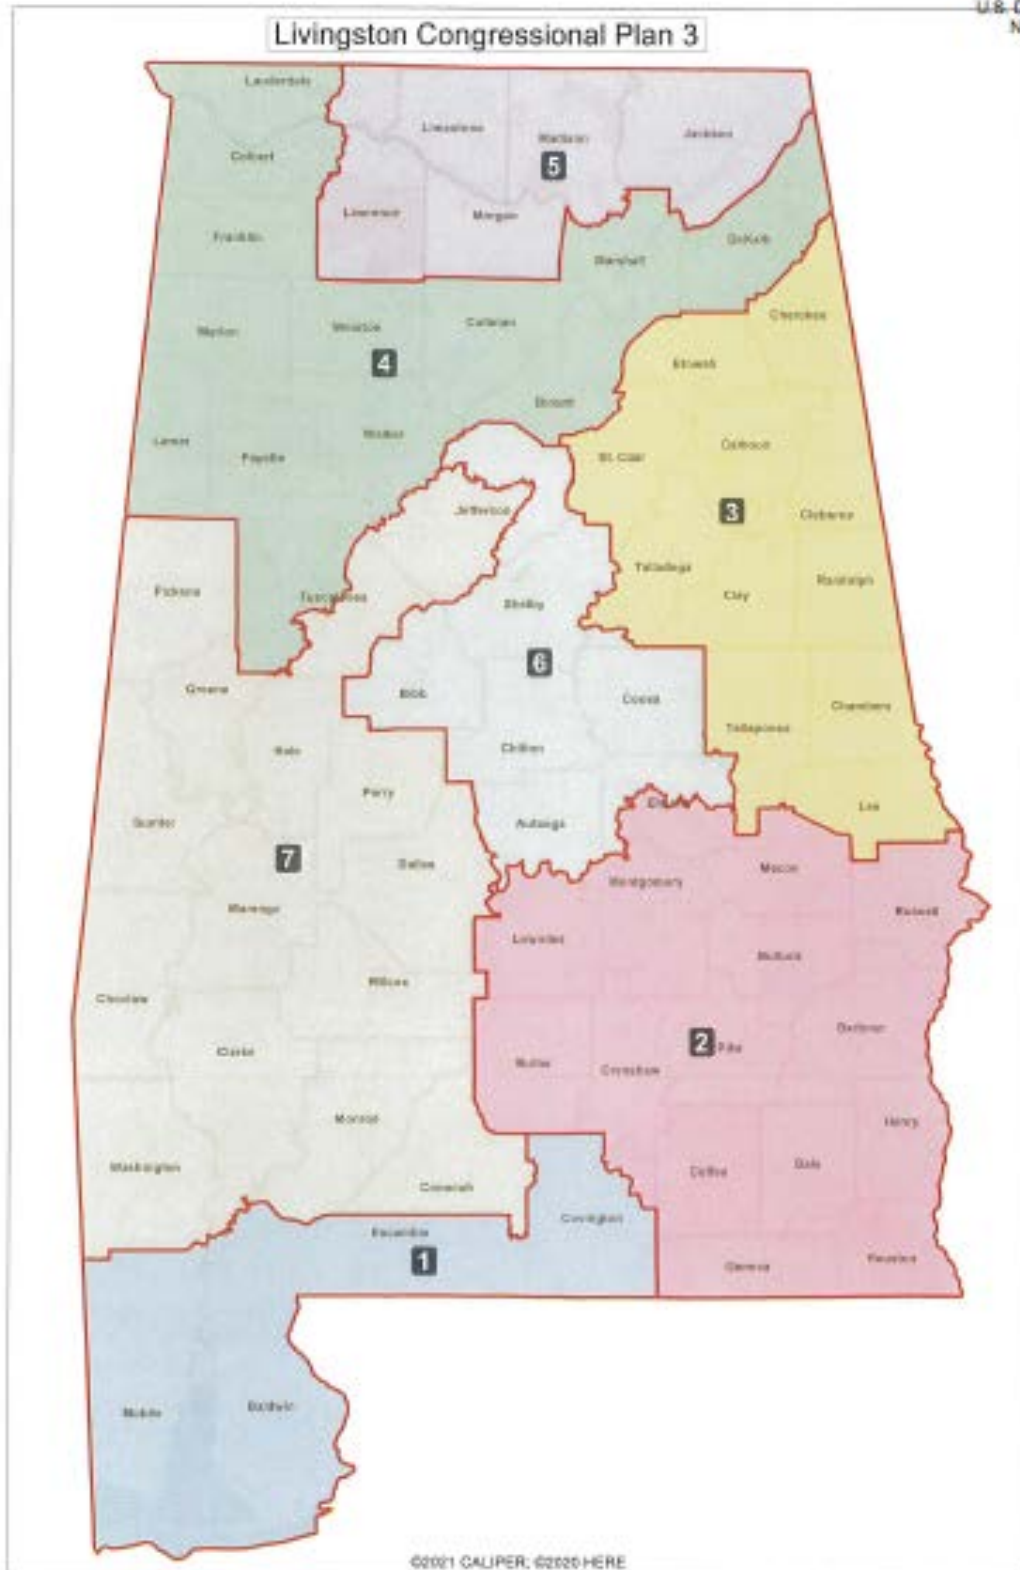 U.S.
Livingston Congressional Plan 3
Lauderdale
Limestone
Madison
Jackson
Colbert
5
Lawrence
Morgan
Franklin
DeKalb
Marshall
Cherokee
Marion
Winston
Cullman
4
Etowah
Blount
Lamar
Walker
Fayette
St. Clair
Calhoun
Jefferson
3
Cleburne
Talladega
Randolph
Pickens
Tuscaloosa
Shelby
Clay
6
Greene
Bibb
Coosa
Chambers
Tallapoosa
Hale
Chilton
Perry
Sumter
Autauga
Lee
7
Dallas
Macon
Montgomery
Marengo
Russell
Lowndes
Bullock
Wilcox
Choctaw
Clarke
Barbour
2
Pike
Butler
Crenshaw
Monroe
Henry
Washington
Coffee
Dale
Conecuh
Covington
Escambia
1
Geneva
Houston
Mobile
Baldwin
©2021 CALIPER; ©2020 HERE